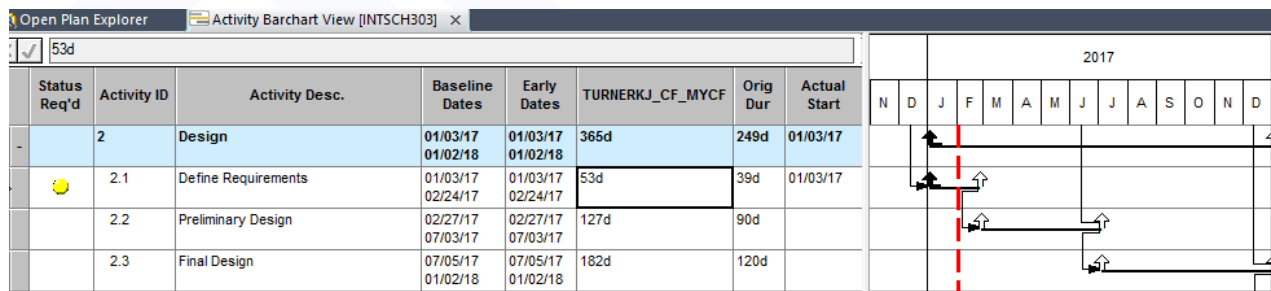 Open Plan Explorer Activity Barchart View [INTSCH303] ×
53d
2017
Status Req'd Activity ID Activity Desc. Baseline Dates Early Dates TURNERKJ_CF_MYCF Orig Dur Actual Start N D J F M A M J J A S O N D
2 Design 01/03/17 01/03/17 365d 249d 01/03/17
01/02/18 01/02/18
2.1 Define Requirements 01/03/17 01/03/17 53d 39d 01/03/17
02/24/17 02/24/17
2.2 Preliminary Design 02/27/17 02/27/17 127d 90d
07/03/17 07/03/17
2.3 Final Design 07/05/17 07/05/17 182d 120d
01/02/18 01/02/18